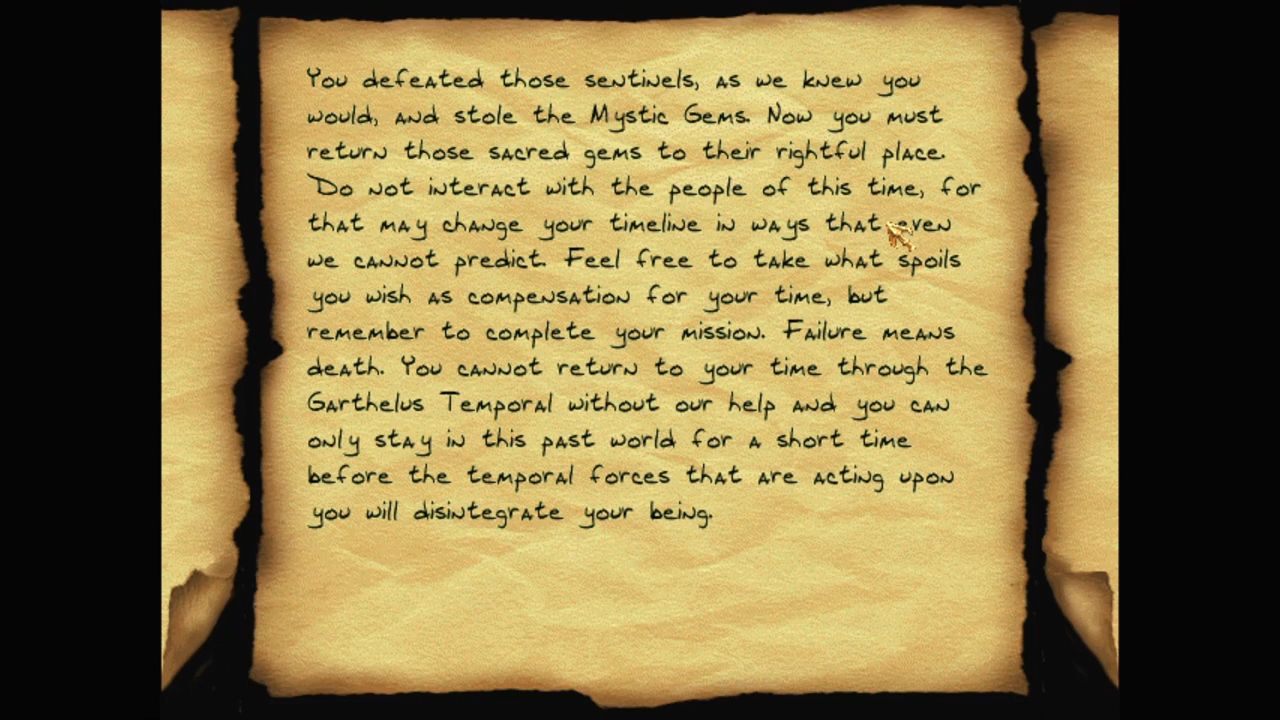 You defeated those sentinels, as we knew you
would, and stole the Mystic Gems. Now you must
return those sacred gems to their rightful place.
Do not interact with the people of this time, for
that may change your timeline in ways that even
we cannot predict. Feel free to take what spoils
you wish as compensation for your time, but
remember to complete your mission. Failure means
death. You cannot return to your time through the
Garthelus Temporal without our help and you can
only stay in this past world for a short time
before the temporal forces that are acting upon
you will disintegrate your being.